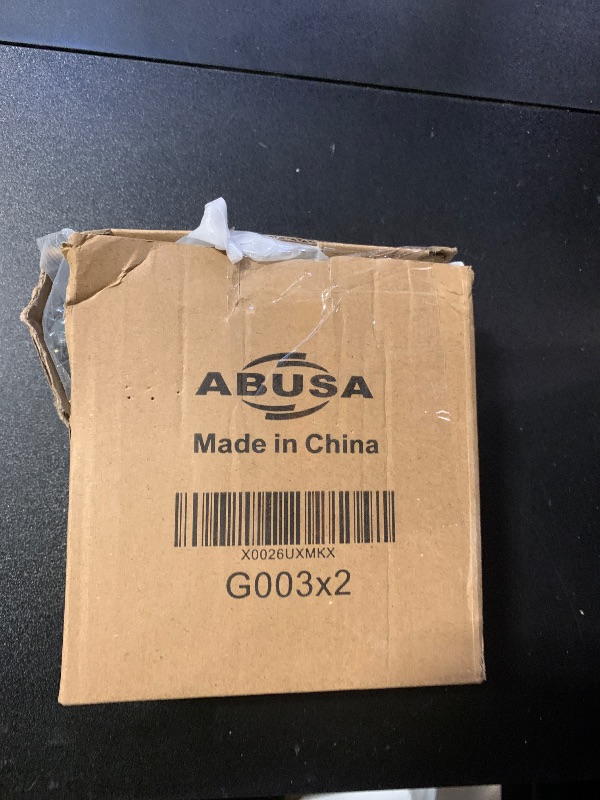 ABUSA
Made in China
X0026UXMKX
G003x2